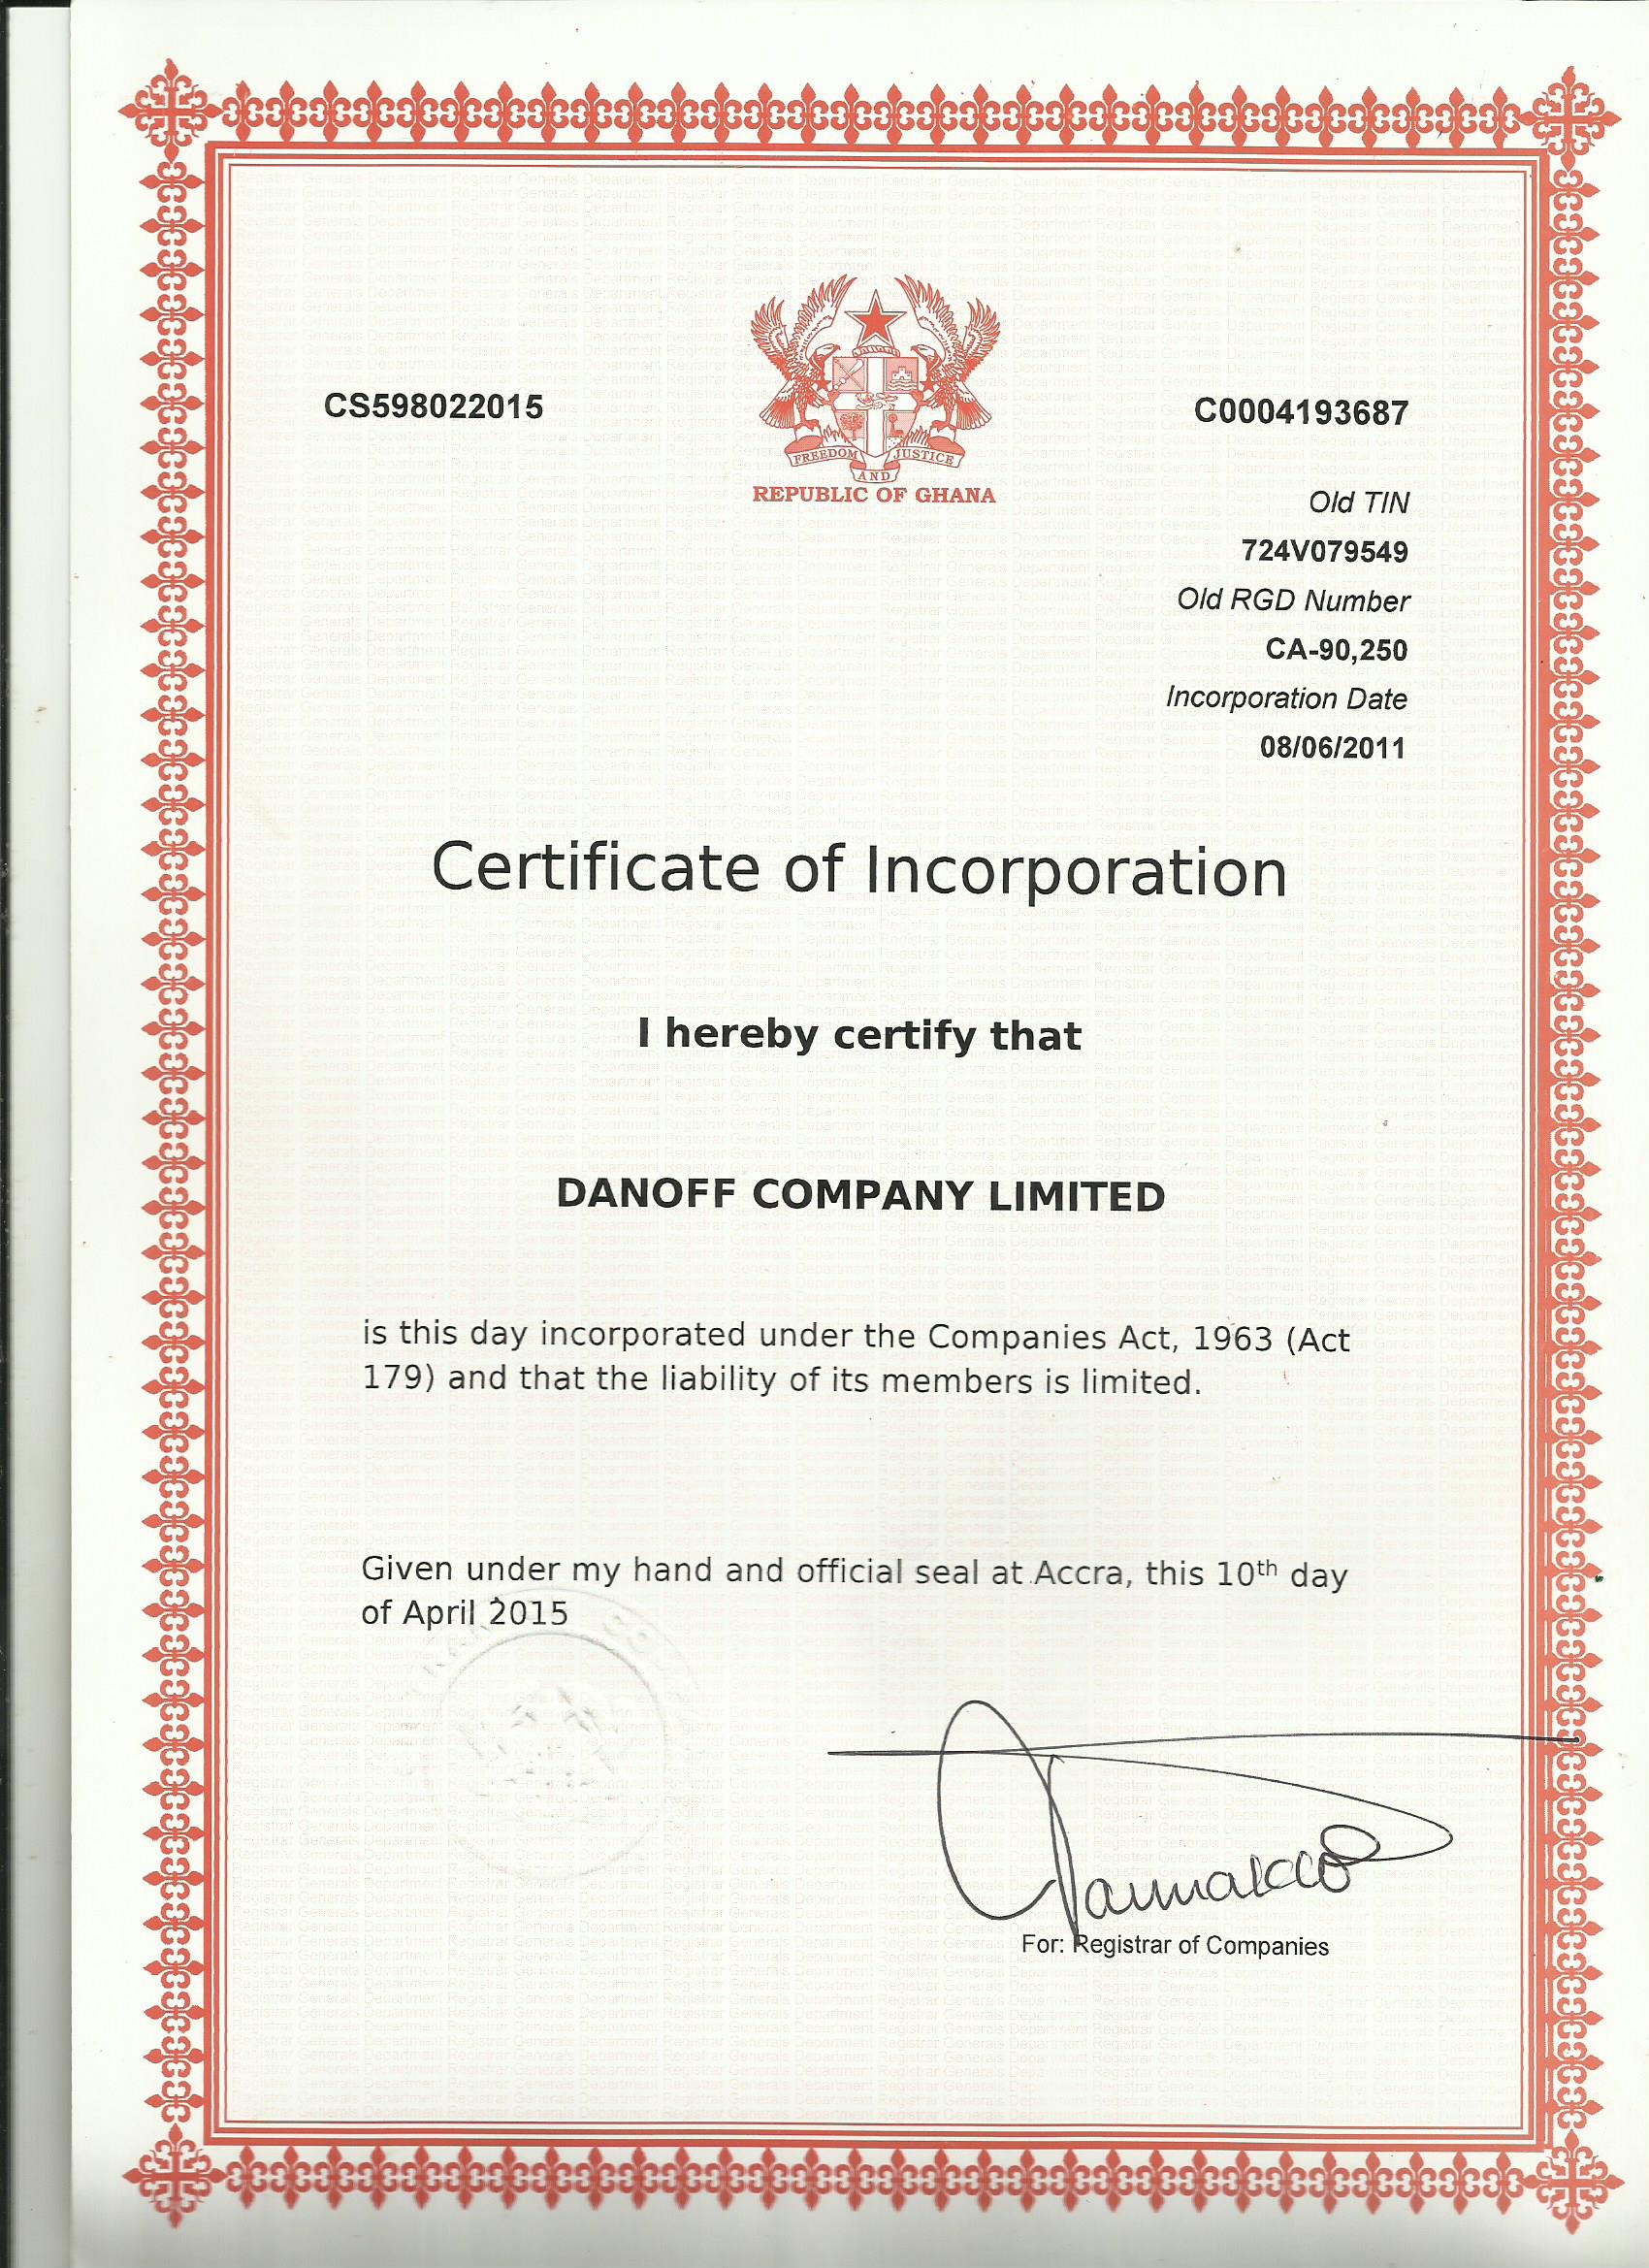 CS598022015
FREEDOM AND JUSTICE
REPUBLIC OF GHANA
C0004193687
Old TIN
724V079549
Old RGD Number
CA-90,250
Incorporation Date
08/06/2011
Certificate of Incorporation
I hereby certify that
DANOFF COMPANY LIMITED
is this day incorporated under the Companies Act, 1963 (Act
179) and that the liability of its members is limited.
Given under my hand and official seal at Accra, this 10th day
of April 2015
For: Registrar of Companies